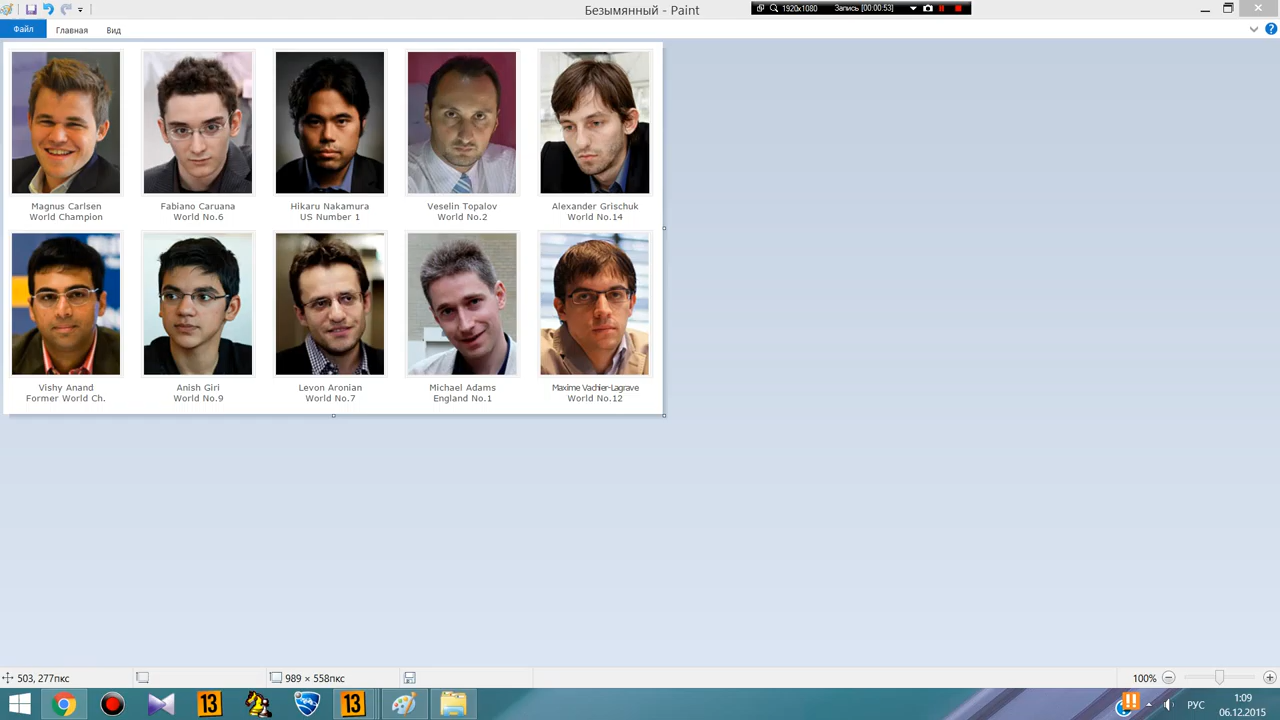 Безымянный - Paint
1920x1080
Запись [00:00:53]
Файл
Главная
Вид
Magnus Carlsen
World Champion
Fabiano Caruana
World No.6
Hikaru Nakamura
US Number 1
Veselin Topalov
World No.2
Alexander Grischuk
World No.14
Vishy Anand
Former World Ch.
Anish Giri
World No.9
Levon Aronian
World No.7
Michael Adams
England No.1
Maxime Vachier-Lagrave
World No.12
503, 277пкс
989 × 558пкс
100%
13
13
РУС
1:09
06.12.2015